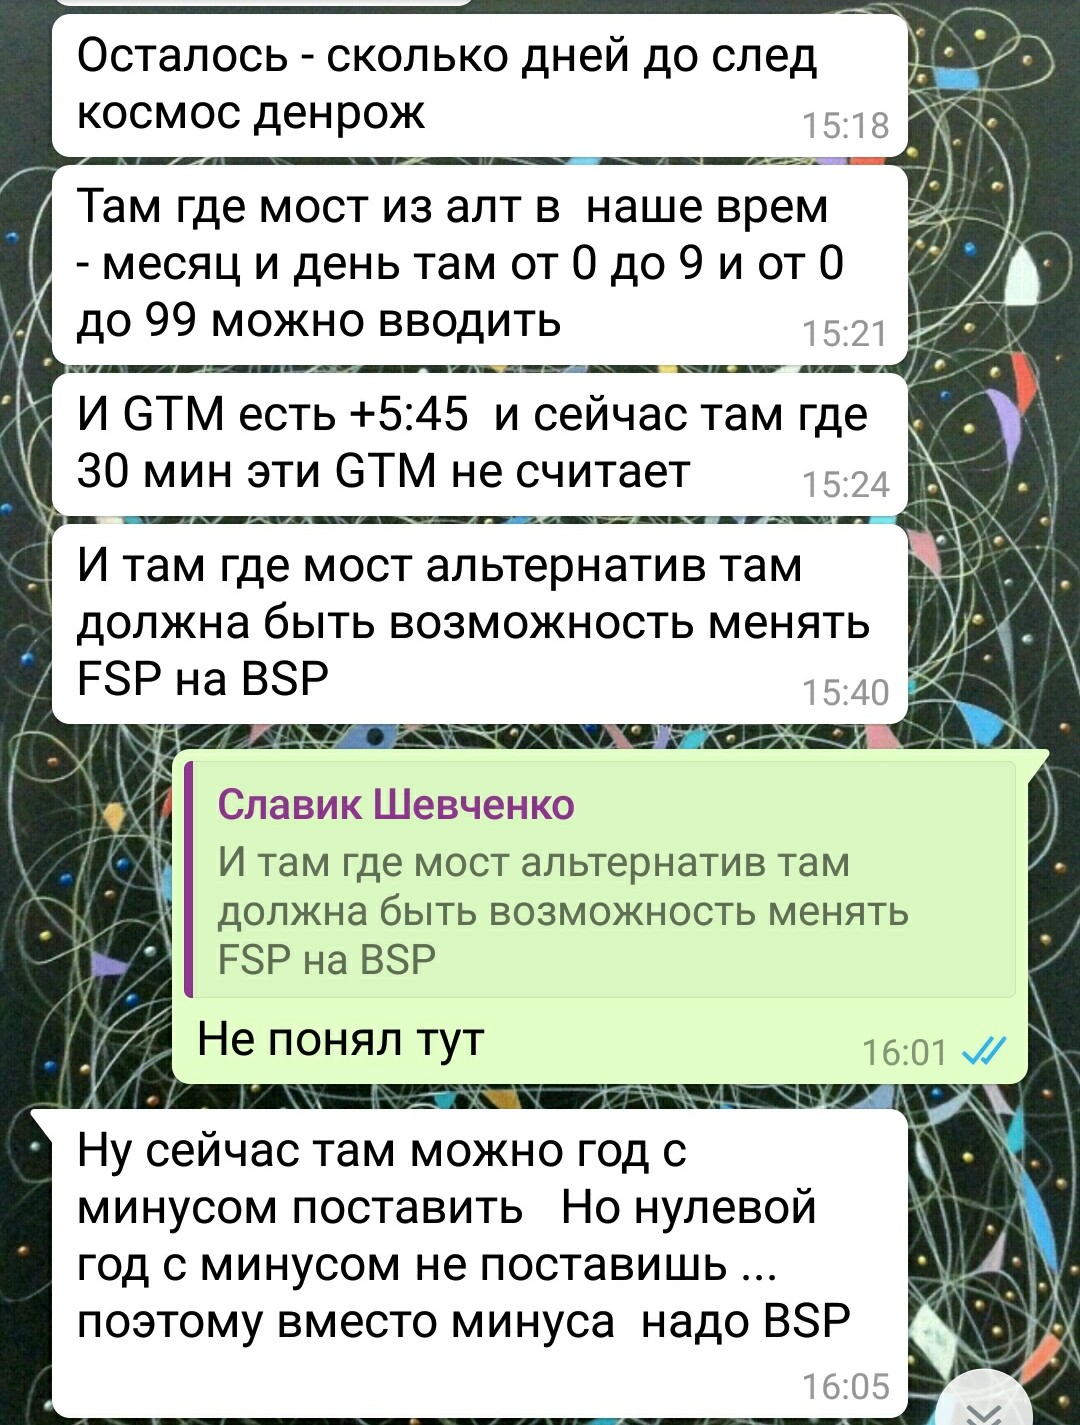 Осталось - сколько дней до след
космос денрож
15:18
Там где мост из алт в  наше врем
- месяц и день там от 0 до 9 и от 0
до 99 можно вводить
15:21
И GTM есть +5:45  и сейчас там где
30 мин эти GTM не считает
15:24
И там где мост альтернатив там
должна быть возможность менять
FSP на BSP
15:40
Славик Шевченко
И там где мост альтернатив там
должна быть возможность менять
FSP на BSP
Не понял тут
16:01
Ну сейчас там можно год с
минусом поставить   Но нулевой
год с минусом не поставишь ...
поэтому вместо минуса  надо BSP
16:05